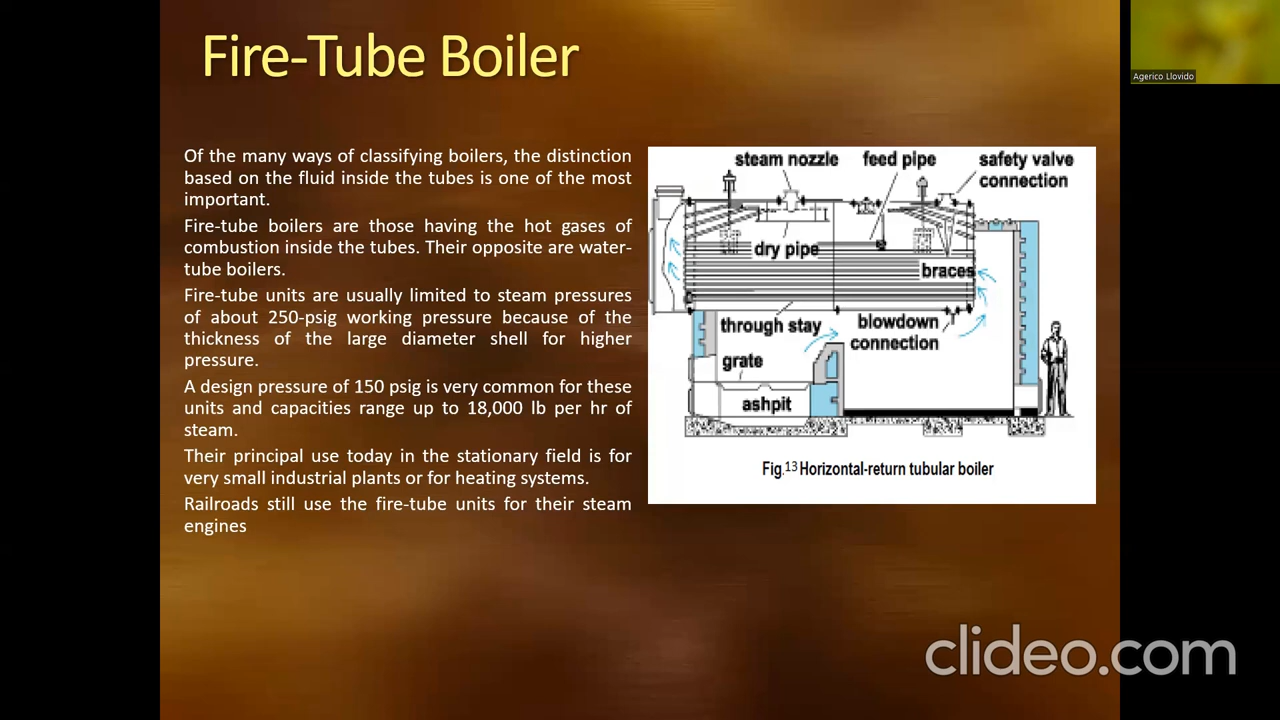 Fire-Tube Boiler
Agerico Llovido
Of the many ways of classifying boilers, the distinction
based on the fluid inside the tubes is one of the most
important.
Fire-tube boilers are those having the hot gases of
combustion inside the tubes. Their opposite are water-
tube boilers.
Fire-tube units are usually limited to steam pressures
of about 250-psig working pressure because of the
thickness of the large diameter shell for higher
pressure.
A design pressure of 150 psig is very common for these
units and capacities range up to 18,000 lb per hr of
steam.
Their principal use today in the stationary field is for
very small industrial plants or for heating systems.
Railroads still use the fire-tube units for their steam
engines
steam nozzle
feed pipe
safety valve
connection
dry pipe
braces
through stay
blowdown
connection
grate
ashpit
Fig.13 Horizontal-return tubular boiler
clideo.com